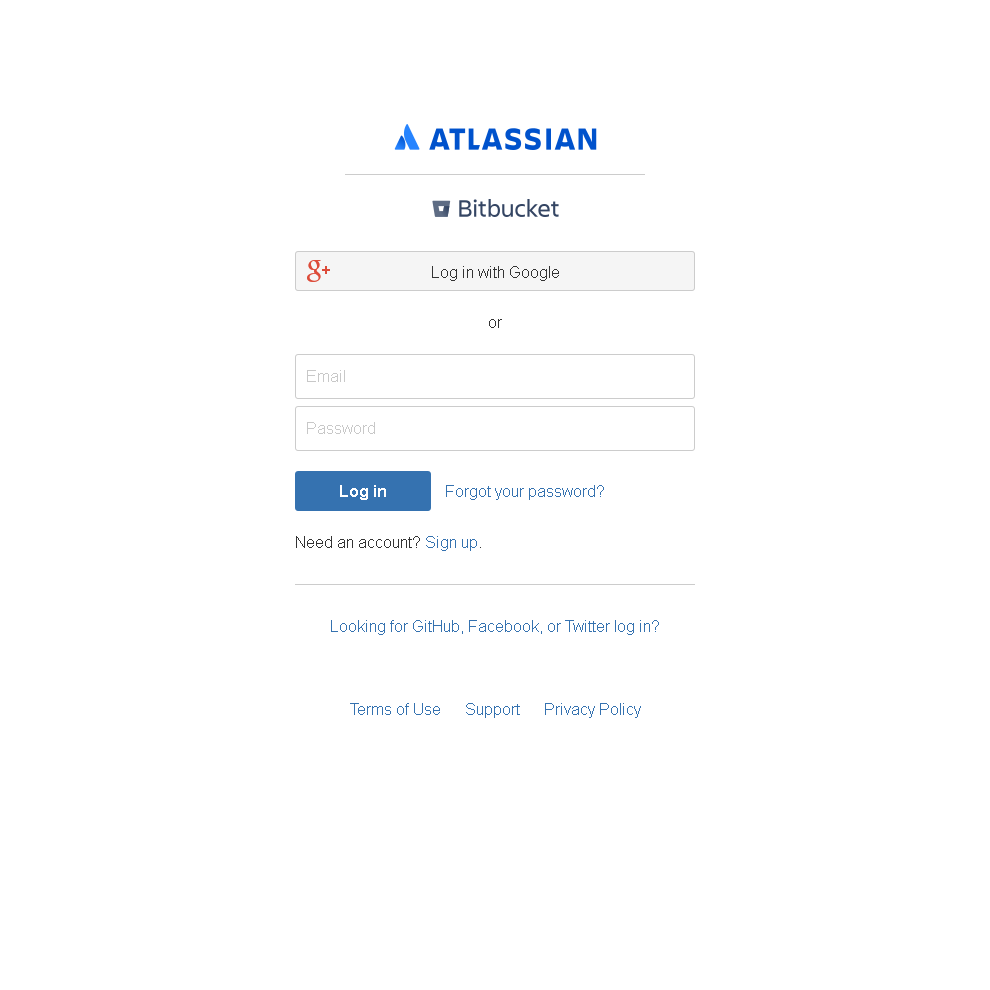 ATLASSIAN
Bitbucket
Log in with Google
or
Email
Password
Log in Forgot your password?
Need an account? Sign up.
Looking for GitHub, Facebook, or Twitter log in?
Terms of Use Support Privacy Policy